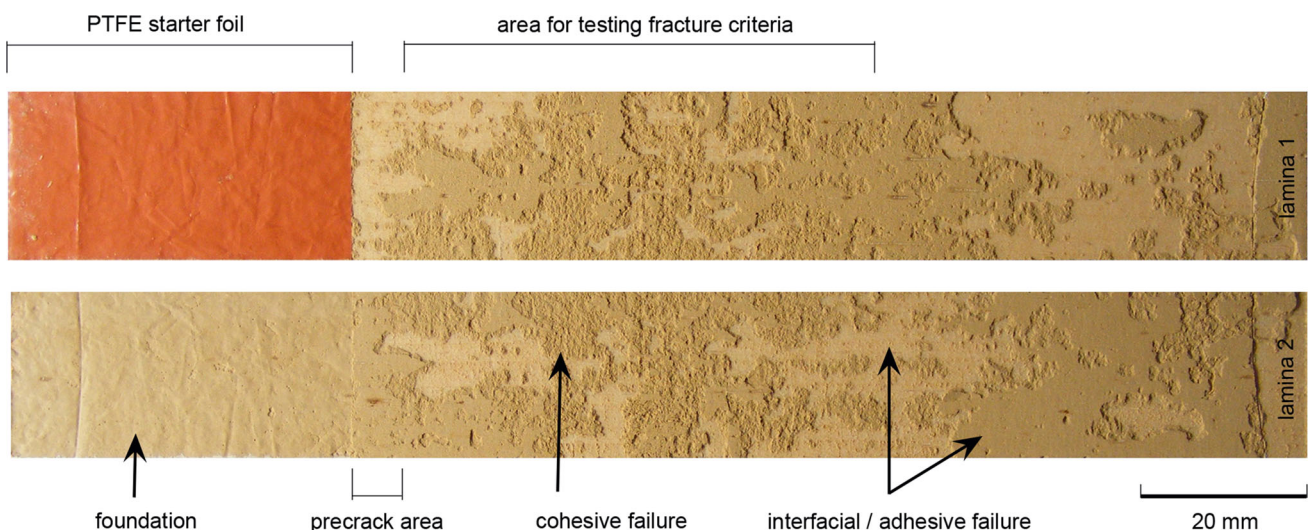 PTFE starter foil
area for testing fracture criteria
lamina 1
lamina 2
foundation
precrack area
cohesive failure
interfacial / adhesive failure
20 mm